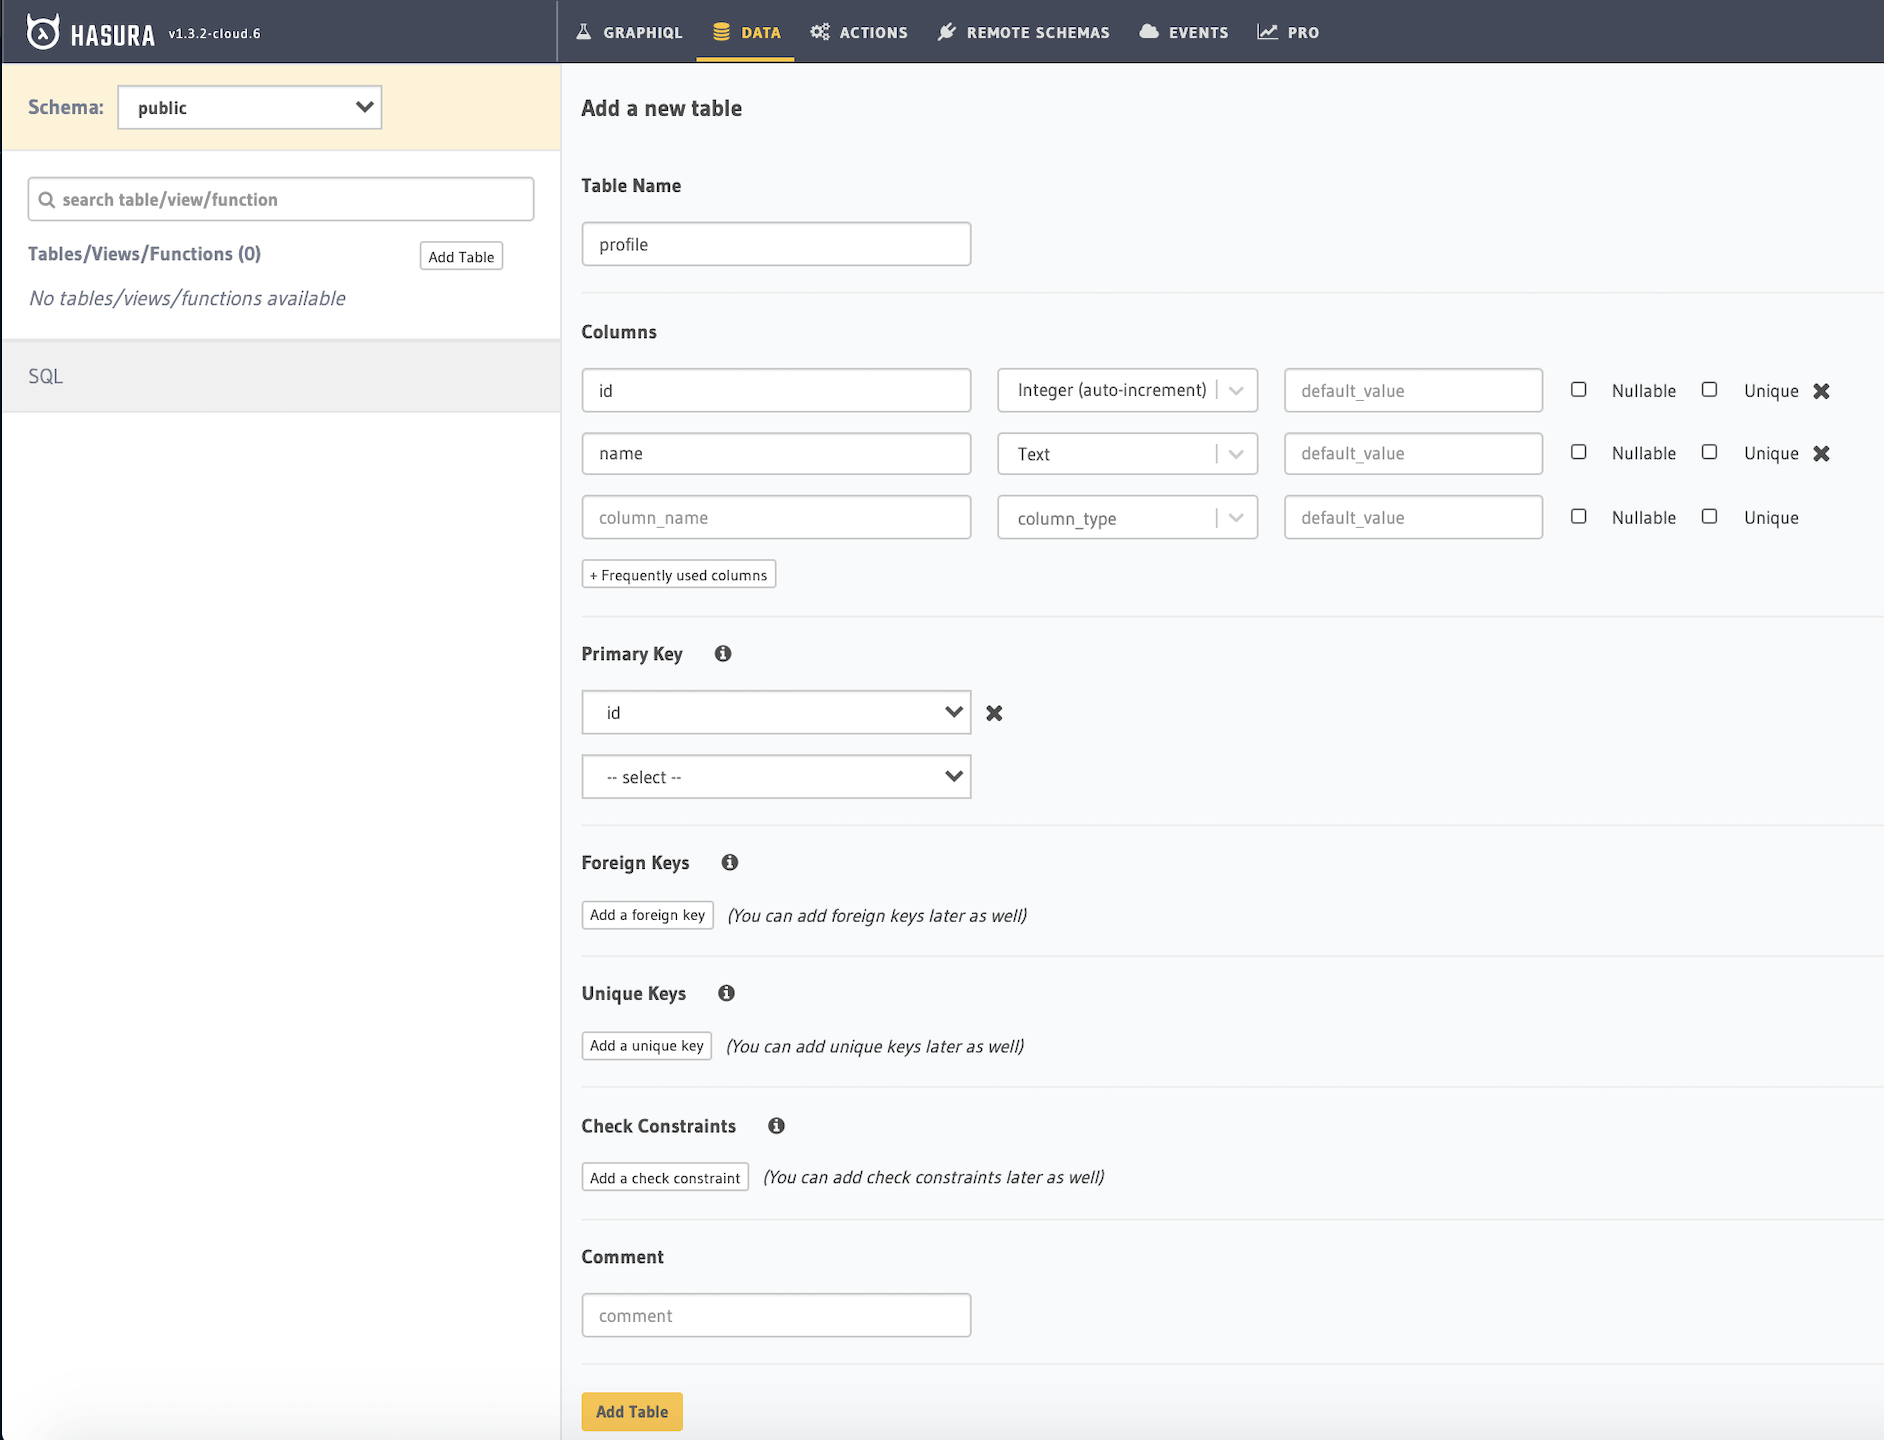 HASURA v1.3.2-cloud.6
GRAPHIQL DATA ACTIONS REMOTE SCHEMAS EVENTS PRO
Schema: public
search table/view/function
Tables/Views/Functions (0) Add Table
No tables/views/functions available
SQL
Add a new table
Table Name
profile
Columns
id Integer (auto-increment) default_value Nullable Unique
name Text default_value Nullable Unique
column_name column_type default_value Nullable Unique
+ Frequently used columns
Primary Key
id
-- select --
Foreign Keys
Add a foreign key (You can add foreign keys later as well)
Unique Keys
Add a unique key (You can add unique keys later as well)
Check Constraints
Add a check constraint (You can add check constraints later as well)
Comment
comment
Add Table